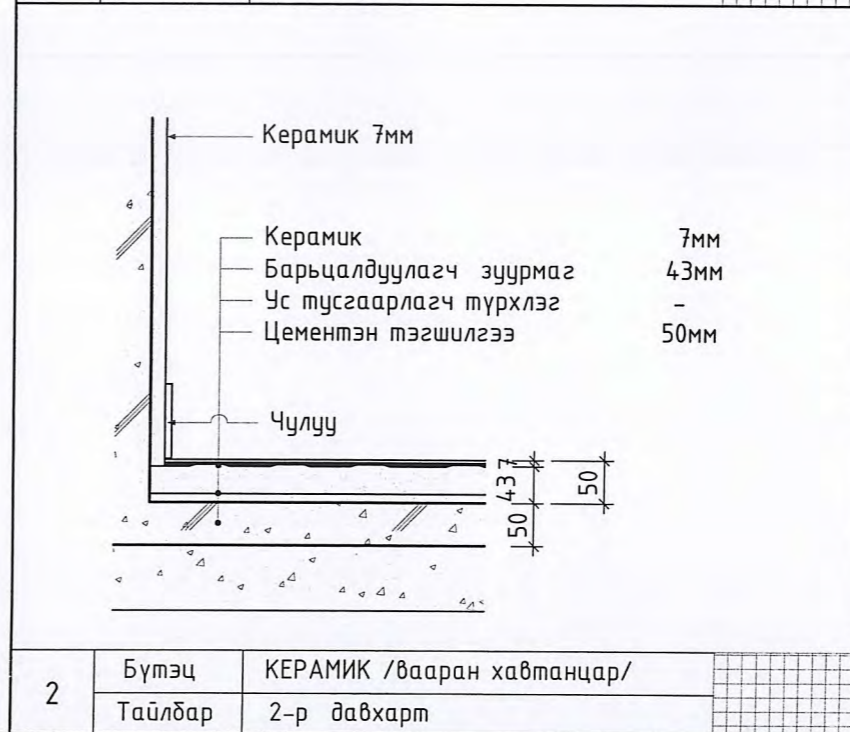 Керамик 7мм
Керамик 7мм
Барьцалдуулагч зуурмаг 43мм
Ус тусгаарлагч түрхлэг -
Цементэн тэгшилгээ 50мм
Чулуу
7
43
50
50
2
Бүтэц КЕРАМИК /вааран хавтанцар/
Тайлбар 2-р давхарт